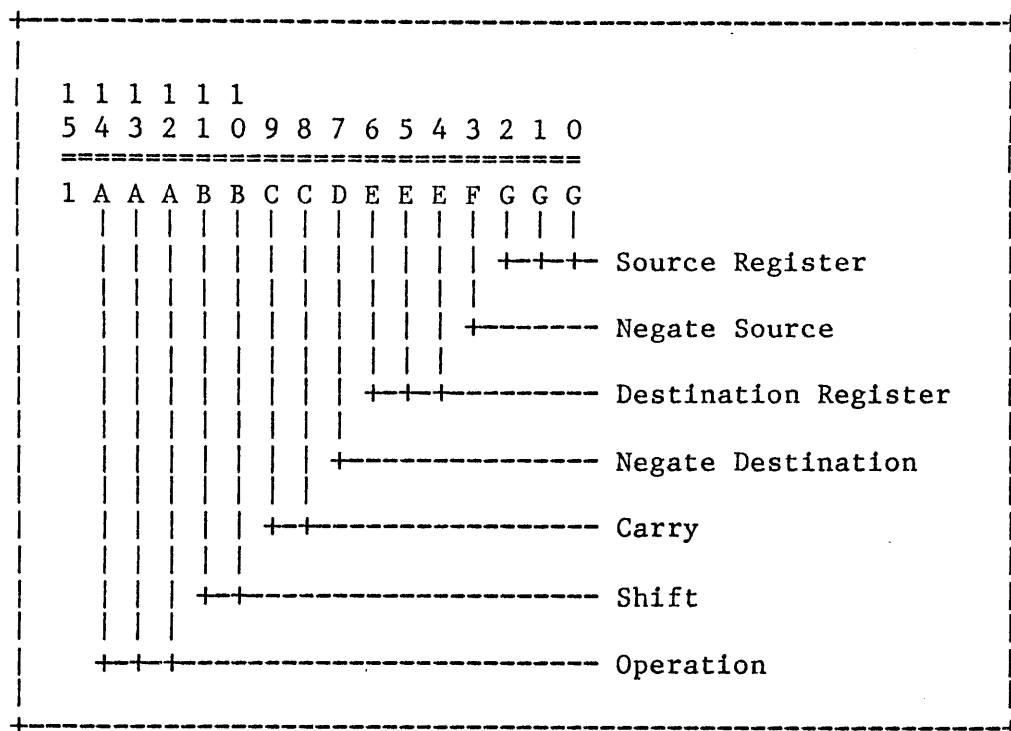 1 1 1 1 1 1
5 4 3 2 1 0 9 8 7 6 5 4 3 2 1 0
===============================
1 A A A B B C C D E E E F G G G
Source Register
Negate Source
Destination Register
Negate Destination
Carry
Shift
Operation